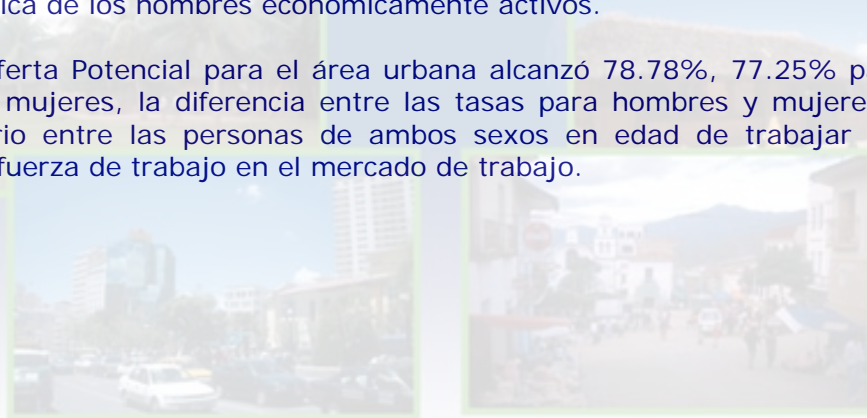 ica de los hombres económicamente activos.
ferta Potencial para el área urbana alcanzó 78.78%, 77.25% p
mujeres, la diferencia entre las tasas para hombres y mujere
rio entre las personas de ambos sexos en edad de trabajar
fuerza de trabajo en el mercado de trabajo.